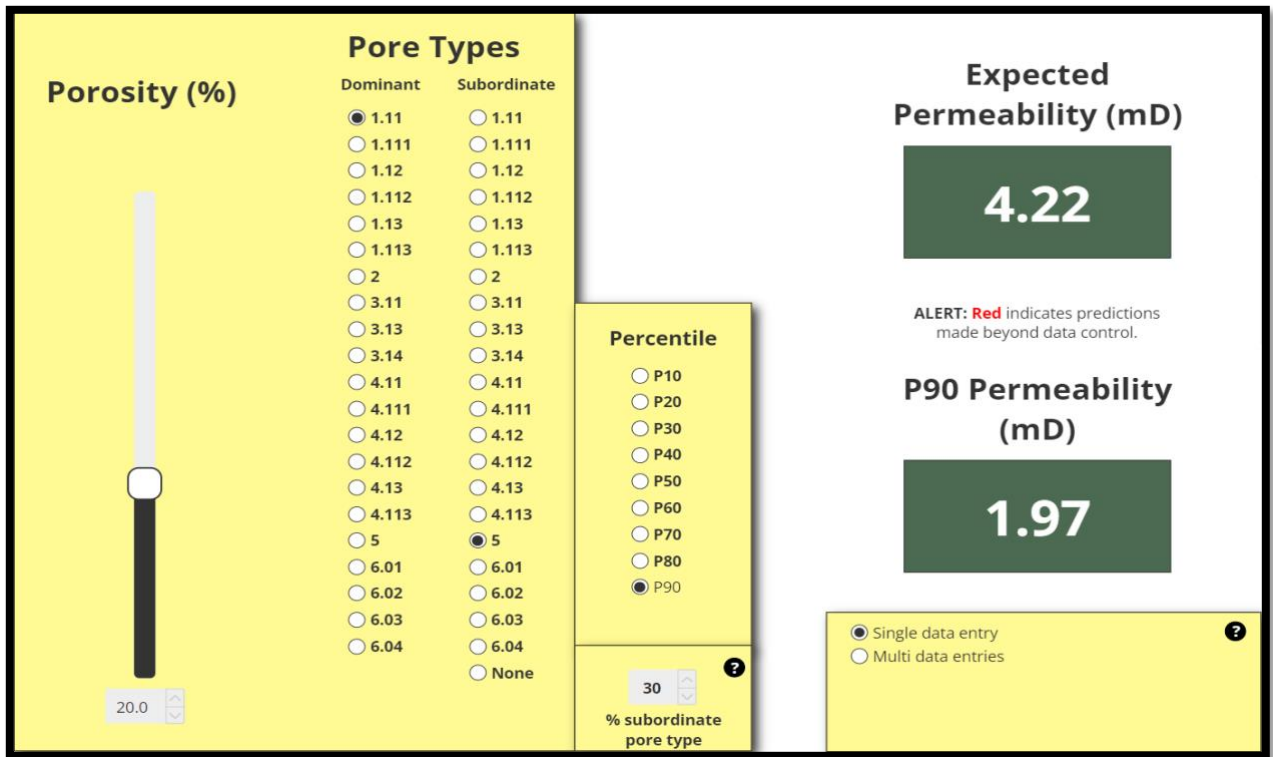 Porosity (%)
20.0
Pore Types
Dominant Subordinate
1.11 1.11
1.111 1.111
1.12 1.12
1.112 1.112
1.13 1.13
1.113 1.113
2 2
3.11 3.11
3.13 3.13
3.14 3.14
4.11 4.11
4.111 4.111
4.12 4.12
4.112 4.112
4.13 4.13
4.113 4.113
5 5
6.01 6.01
6.02 6.02
6.03 6.03
6.04 6.04
None
Percentile
P10
P20
P30
P40
P50
P60
P70
P80
P90
?
30
% subordinate
pore type
Expected
Permeability (mD)
4.22
ALERT: Red indicates predictions
made beyond data control.
P90 Permeability
(mD)
1.97
Single data entry
?
Multi data entries